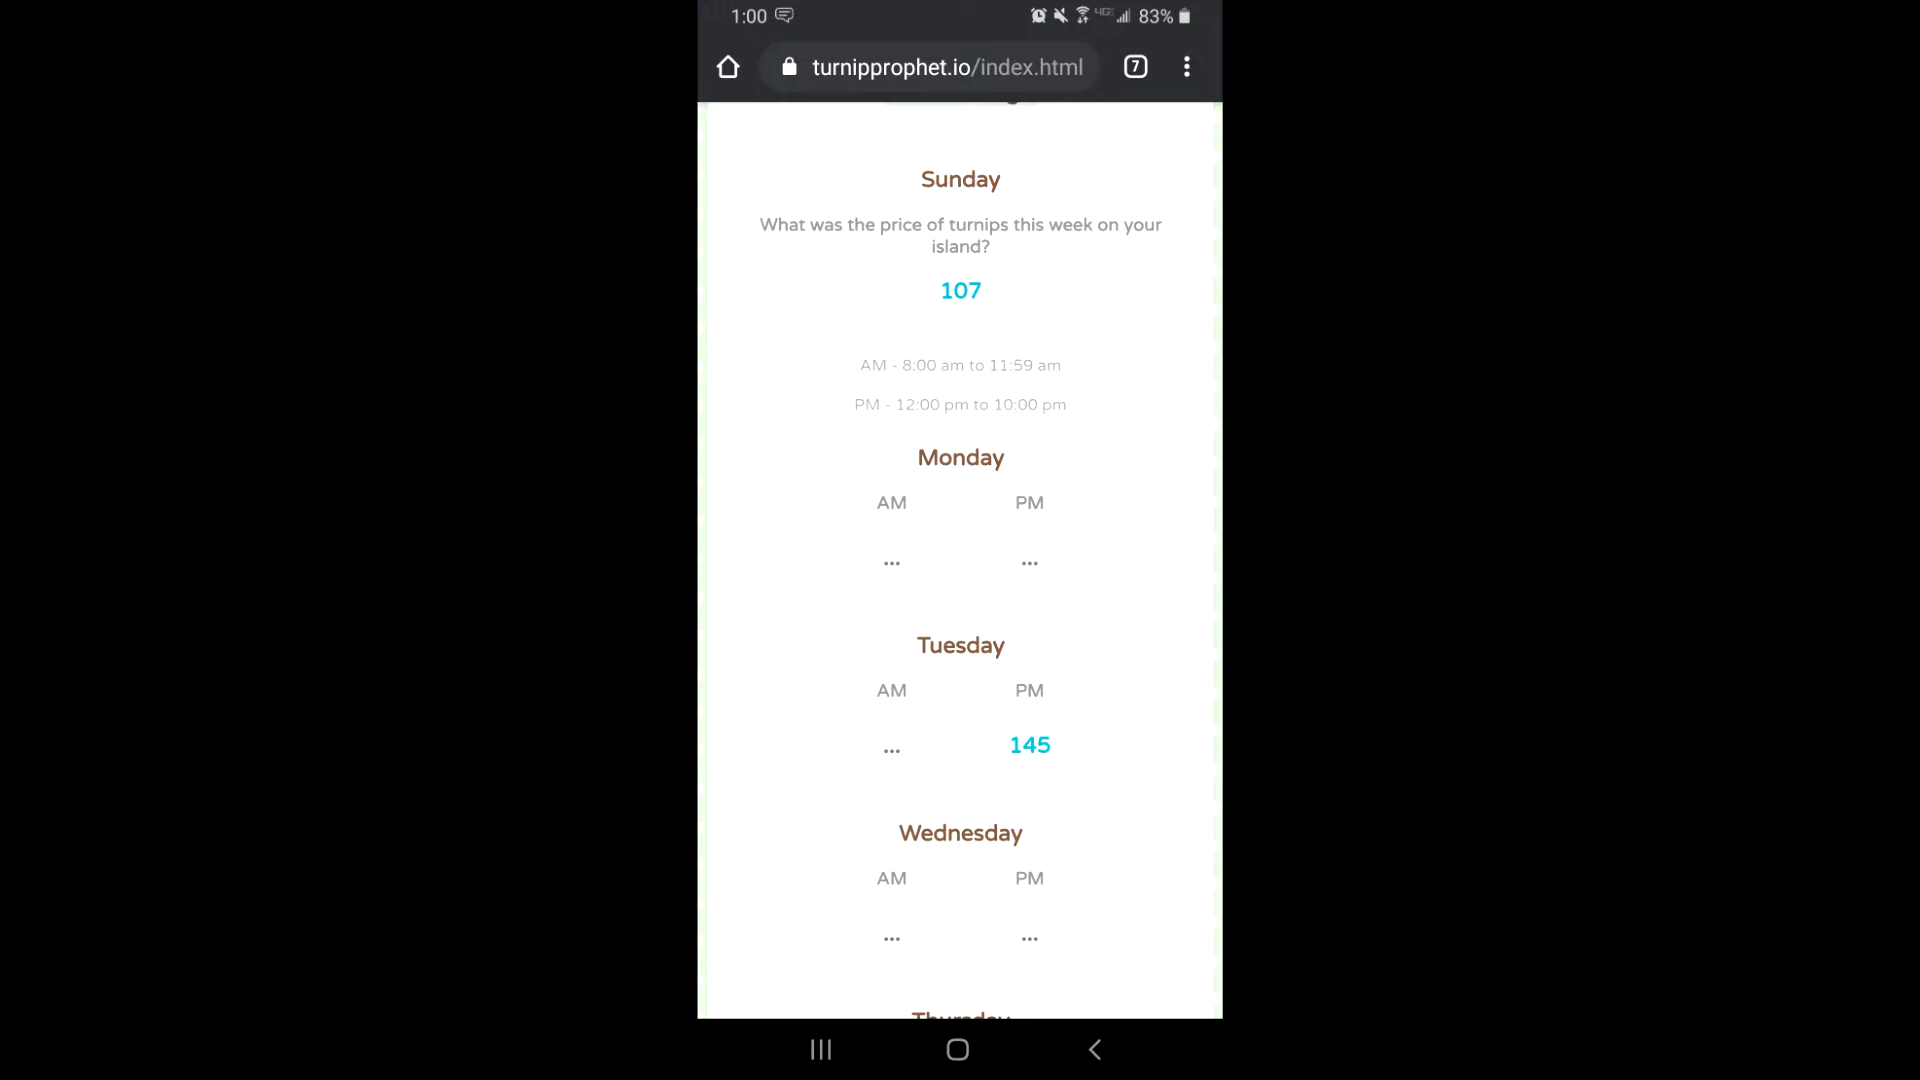 1:00 4G 83%
turnipprophet.io/index.html 7
Sunday
What was the price of turnips this week on your
island?
107
AM - 8:00 am to 11:59 am
PM - 12:00 pm to 10:00 pm
Monday
AM PM
... ...
Tuesday
AM PM
... 145
Wednesday
AM PM
... ...
Thursday